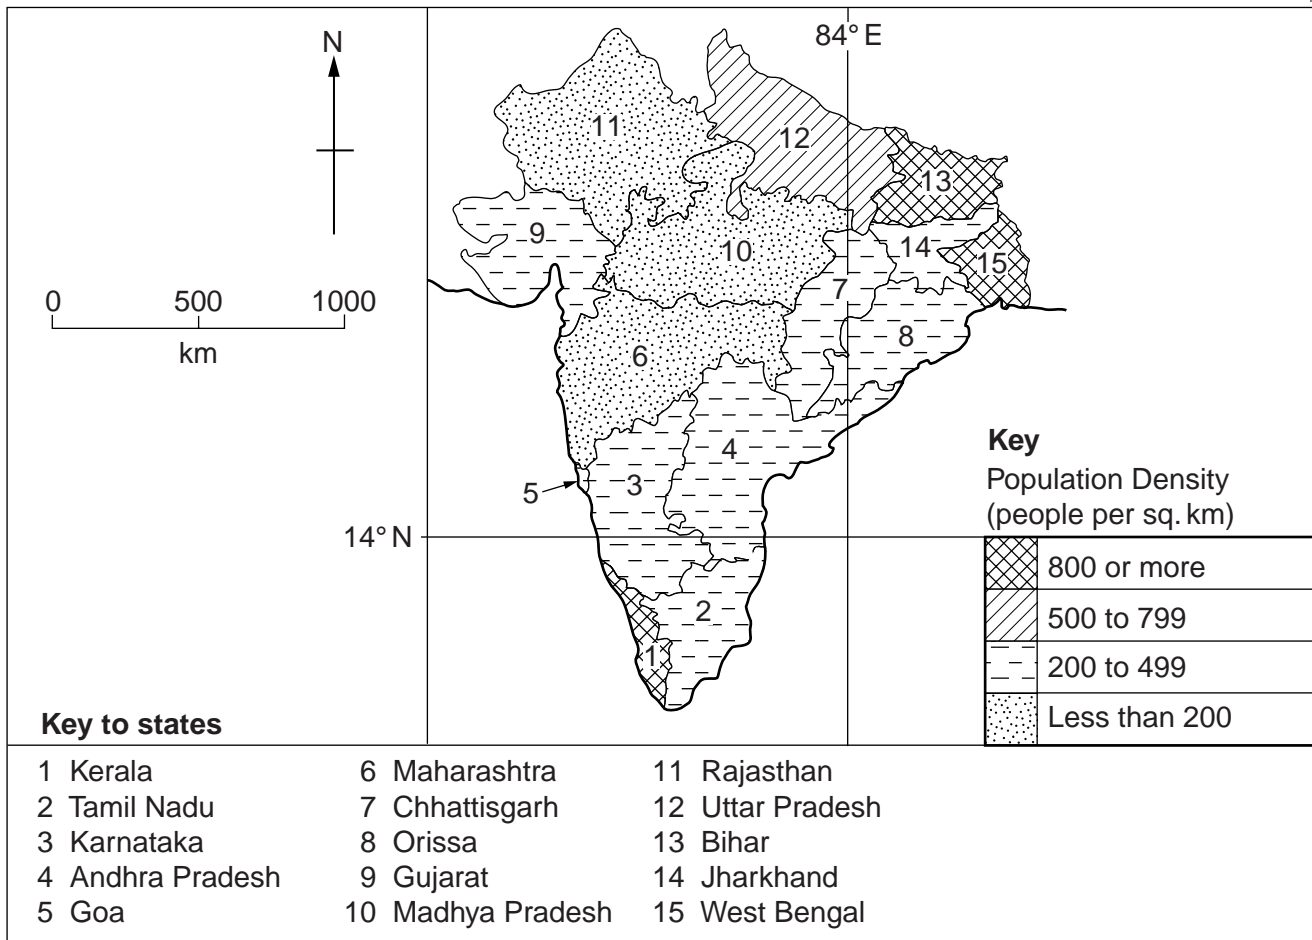 N
84° E
11
12
13
9
10
14
15
7
0 500 1000
km
6
8
4
5
3
14° N
2
1
Key
Population Density
(people per sq. km)
800 or more
500 to 799
200 to 499
Less than 200
Key to states
1 Kerala
2 Tamil Nadu
3 Karnataka
4 Andhra Pradesh
5 Goa
6 Maharashtra
7 Chhattisgarh
8 Orissa
9 Gujarat
10 Madhya Pradesh
11 Rajasthan
12 Uttar Pradesh
13 Bihar
14 Jharkhand
15 West Bengal